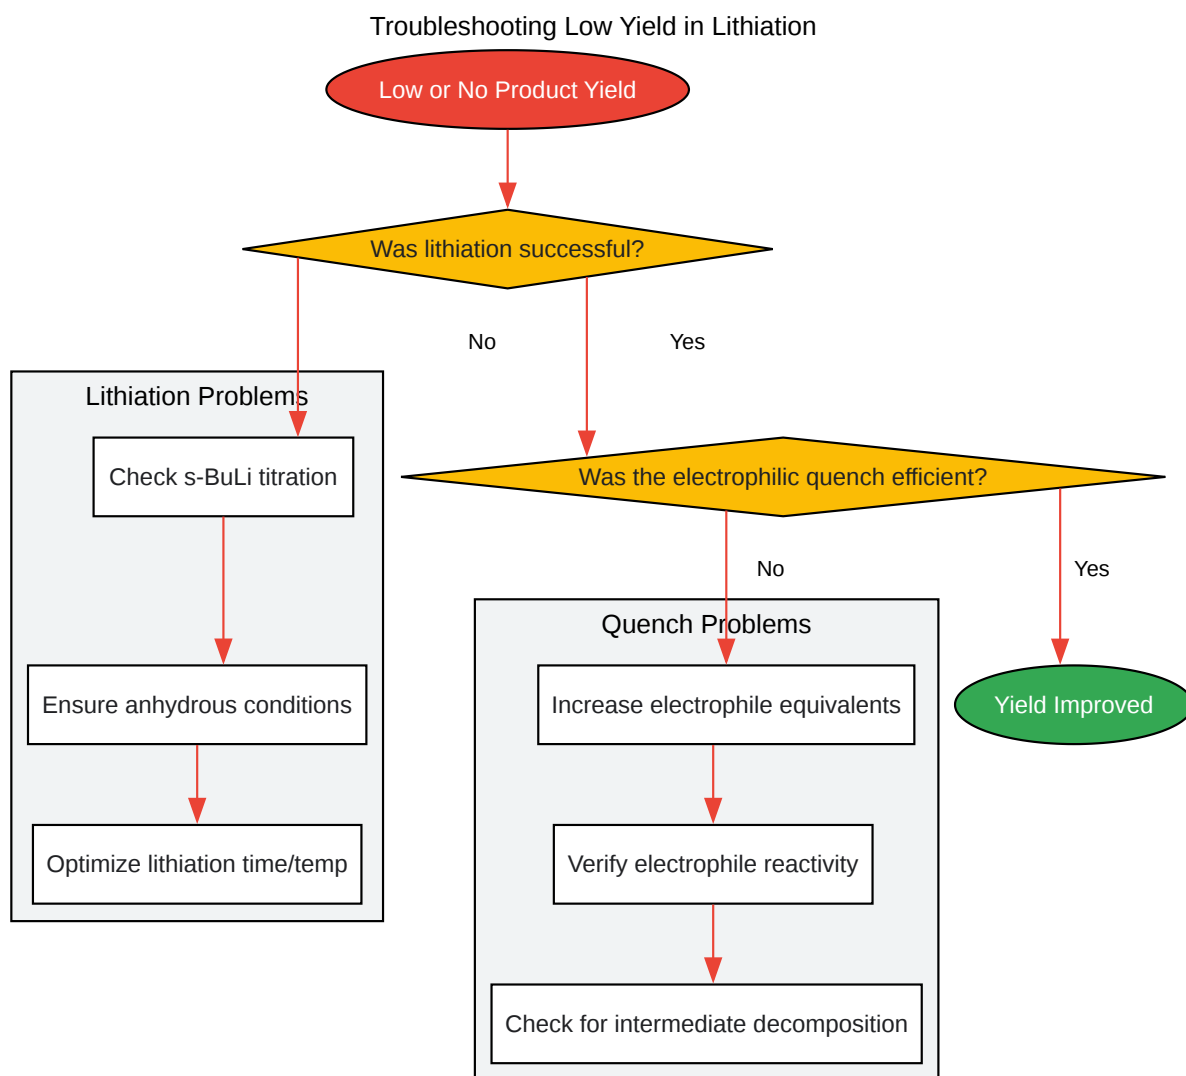 Troubleshooting Low Yield in Lithiation
Low or No Product Yield
Was lithiation successful?
No
Yes
Lithiation Problems
Check s-BuLi titration
Ensure anhydrous conditions
Optimize lithiation time/temp
Was the electrophilic quench efficient?
No
Yes
Quench Problems
Increase electrophile equivalents
Verify electrophile reactivity
Check for intermediate decomposition
Yield Improved